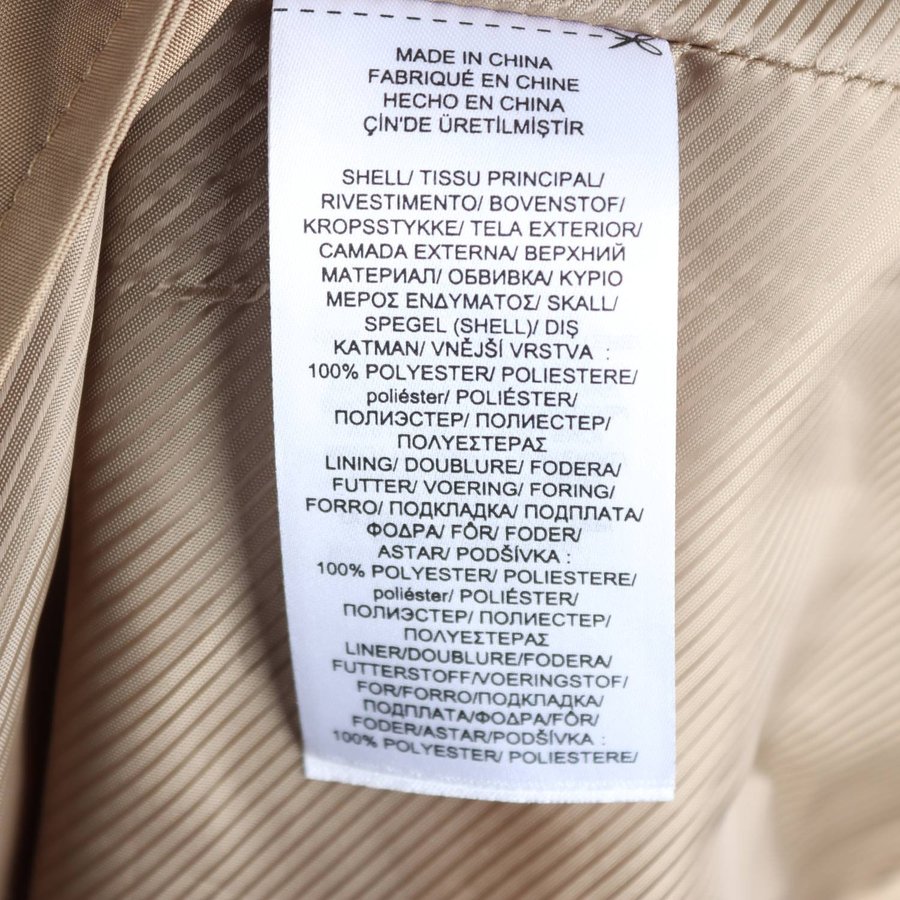 MADE IN CHINA
FABRIQUÉ EN CHINE
HECHO EN CHINA
ÇİN'DE ÜRETİLMİŞTİR
SHELL/ TISSU PRINCIPAL/
RIVESTIMENTO/ BOVENSTOF/
KROPSSTYKKE/ TELA EXTERIOR/
CAMADA EXTERNA/ ВЕРХНИЙ
МАТЕРИАЛ/ ОБВИВКА/ ΚΥΡΙΟ
ΜΕΡΟΣ ΕΝΔΥΜΑΤΟΣ/ SKALL/
SPEGEL (SHELL)/ DIŞ
KATMAN/ VNĚJŠÍ VRSTVA :
100% POLYESTER/ POLIESTERE/
poliéster/ POLIÉSTER/
ПОЛИЭСТЕР/ ПОЛИЕСТЕР/
ΠΟΛΥΕΣΤΕΡΑΣ
LINING/ DOUBLURE/ FODERA/
FUTTER/ VOERING/ FORING/
FORRO/ ПОДКЛАДКА/ ПОДПЛАТА/
ΦΟΔΡΑ/ FÔR/ FODER/
ASTAR/ PODŠÍVKA :
100% POLYESTER/ POLIESTERE/
poliéster/ POLIÉSTER/
ПОЛИЭСТЕР/ ПОЛИЕСТЕР/
ΠΟΛΥΕΣΤΕΡΑΣ
LINER/DOUBLURE/FODERA/
FUTTERSTOFF/VOERINGSTOF/
FOR/FORRO/ПОДКЛАДКА/
ПОДПЛАТА/ΦΟΔΡΑ/FÔR/
FODER/ASTAR/PODŠÍVKA :
100% POLYESTER/ POLIESTERE/